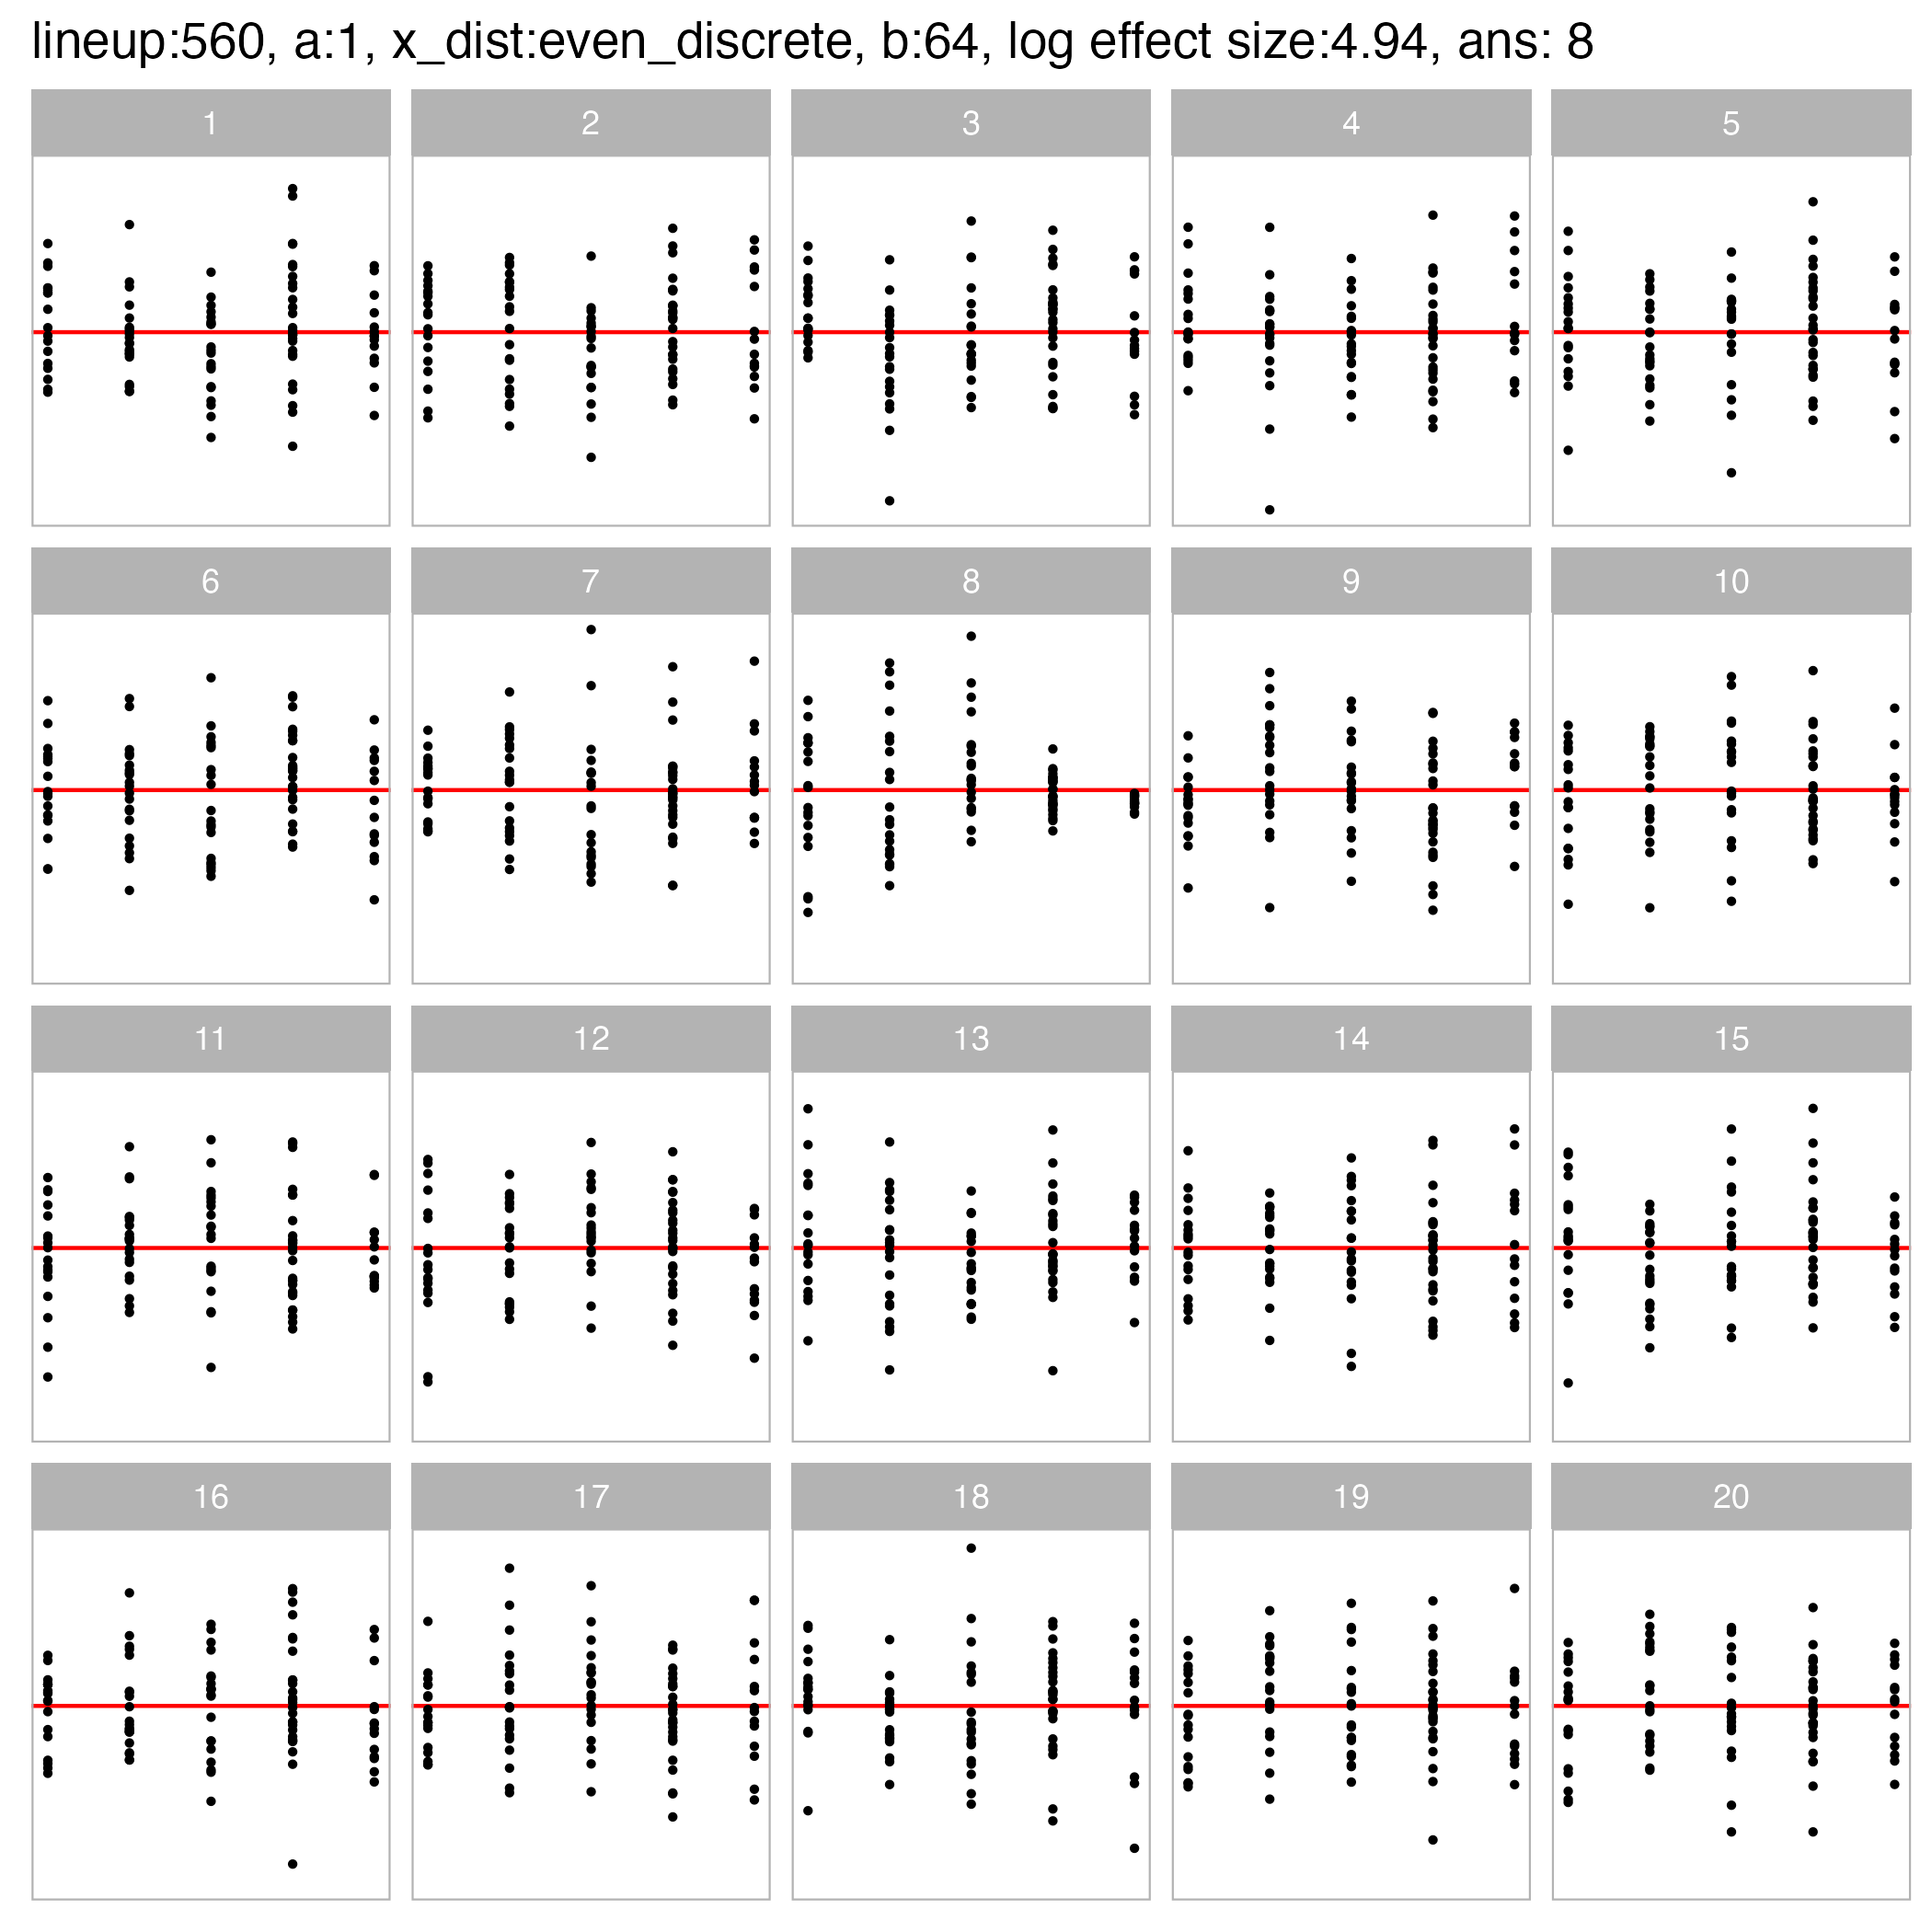 lineup:560, a:1, x_dist:even_discrete, b:64, log effect size:4.94, ans: 8
1 2 3 4 5
6 7 8 9 10
11 12 13 14 15
16 17 18 19 20